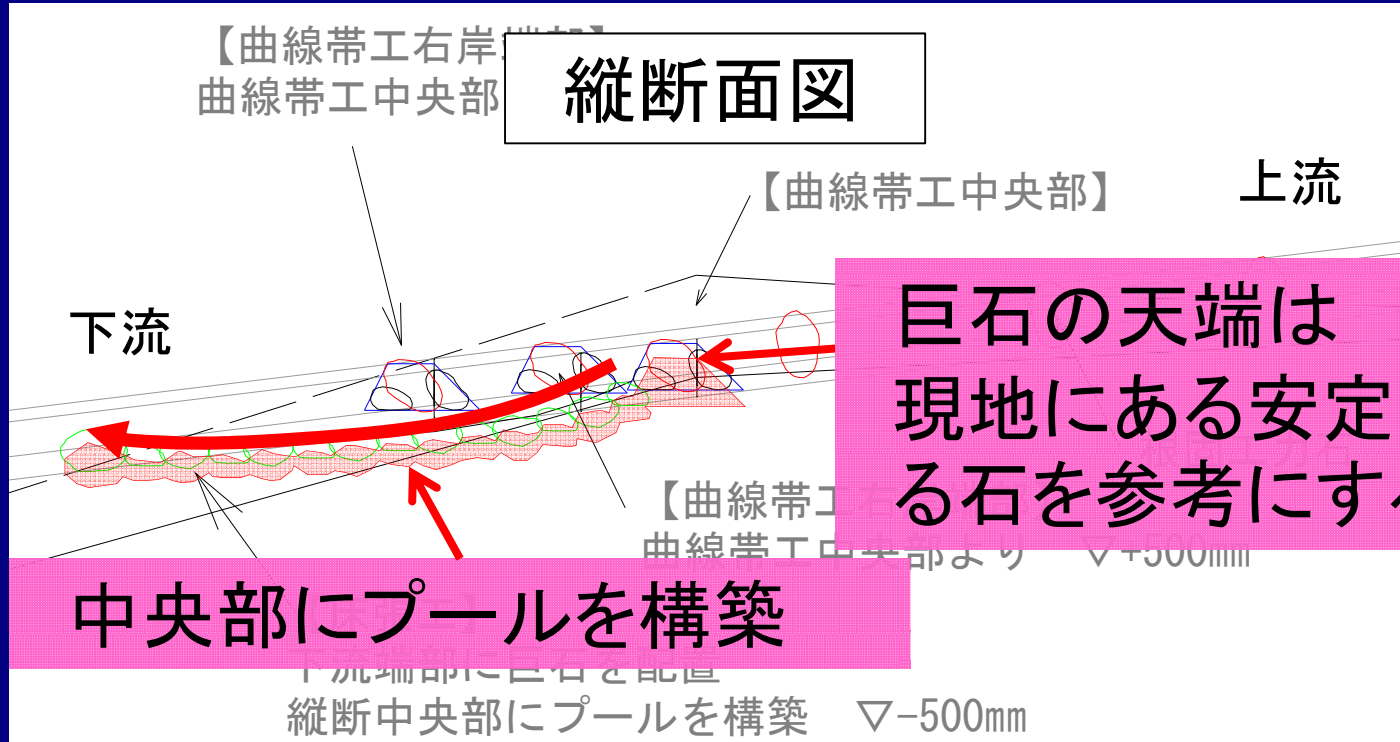 【曲線帯工右岸
曲線帯工中央部
縦断面図
【曲線帯工中央部】
上流
下流
巨石の天端は
現地にある安定
る石を参考にす
【曲線帯工右
曲線帯工中央部より ▽+500mm
中央部にプールを構築
下流端部に巨石を配置
縦断中央部にプールを構築 ▽-500mm